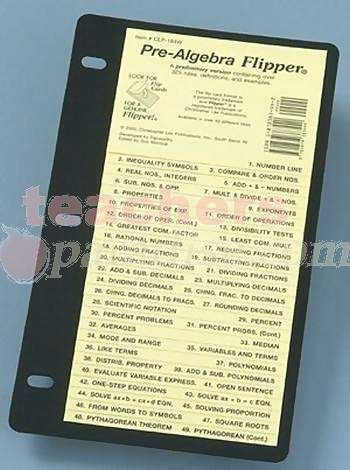 Item # CLP-184W
Pre-Algebra Flipper®
A preliminary version containing over
325 rules, definitions, and examples
LOOK FOR
Flip
Cards
FOR A
GENUINE
Flipper!®
1. NUMBER LINE
2. INEQUALITY SYMBOLS
3. COMPARE & ORDER NOS.
4. REAL NOS., INTEGERS
5. ADD + & - NUMBERS
6. SUB. NOS. & OPP.
7. MULT. & DIVIDE + & - NOS.
8. PROPERTIES
9. EXPONENTS
10. PROPERTIES OF EXP.
11. ORDER OF OPERATIONS
12. ORDER OF OPER. (Cont.)
13. DIVISIBILITY TESTS
14. GREATEST COM. FACTOR
15. LEAST COM. MULT.
16. RATIONAL NUMBERS
17. REDUCING FRACTIONS
18. ADDING FRACTIONS
19. SUBTRACTING FRACTIONS
20. MULTIPLYING FRACTIONS
21. DIVIDING FRACTIONS
22. ADD & SUB. DECIMALS
23. MULTIPLYING DECIMALS
24. DIVIDING DECIMALS
25. CHNG. FRAC. TO DECIMALS
26. CHNG. DECIMALS TO FRACS.
27. ROUNDING DECIMALS
28. SCIENTIFIC NOTATION
29. PERCENT
30. PERCENT PROBLEMS
31. PERCENT PROBS. (Cont.)
32. AVERAGES
33. MEDIAN
34. MODE AND RANGE
35. VARIABLES AND TERMS
36. LIKE TERMS
37. POLYNOMIALS
38. DISTRIB. PROPERTY
39. ADD & SUB. POLYNOMIALS
40. EVALUATE VARIABLE EXPRESS.
41. OPEN SENTENCE
42. ONE-STEP EQUATIONS
43. SOLVE ax + b = c EQN.
44. SOLVE ax + b = cx + d EQN.
45. SOLVING PROPORTION
46. FROM WORDS TO SYMBOLS
47. SQUARE ROOTS
48. PYTHAGOREAN THEOREM
49. PYTHAGOREAN (Cont.)